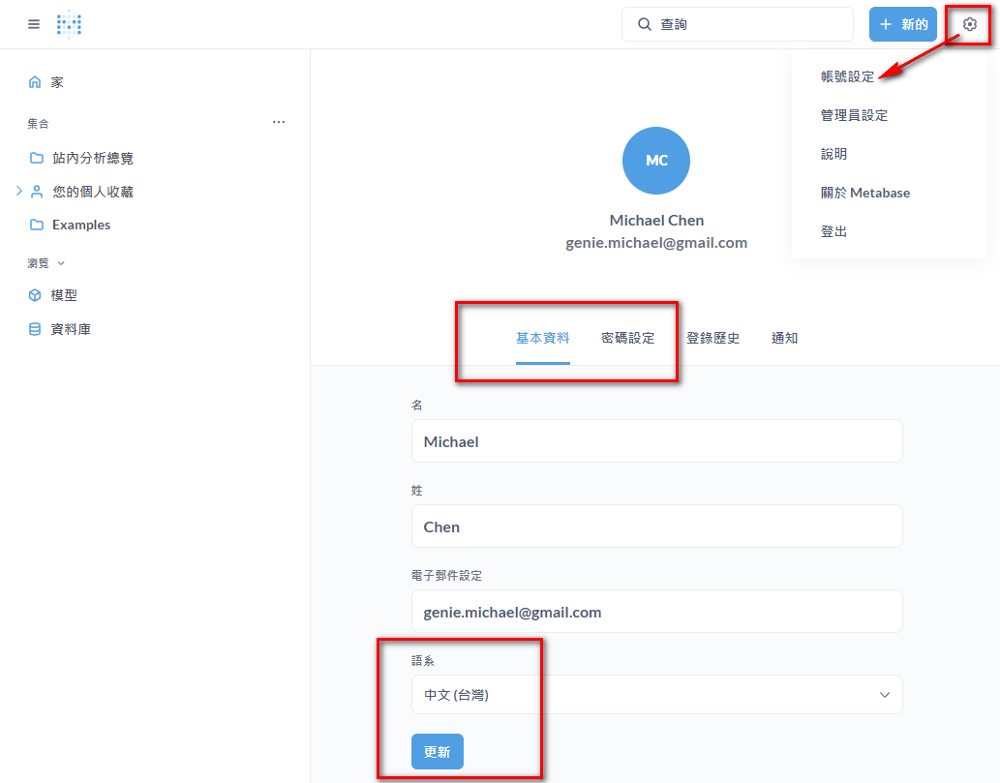 查詢
新的
家
集合
站內分析總覽
您的個人收藏
Examples
瀏覽
模型
資料庫
帳號設定
管理員設定
說明
關於 Metabase
登出
MC
Michael Chen
genie.michael@gmail.com
基本資料 密碼設定 登錄歷史 通知
名
Michael
姓
Chen
電子郵件設定
genie.michael@gmail.com
語系
中文 (台灣)
更新